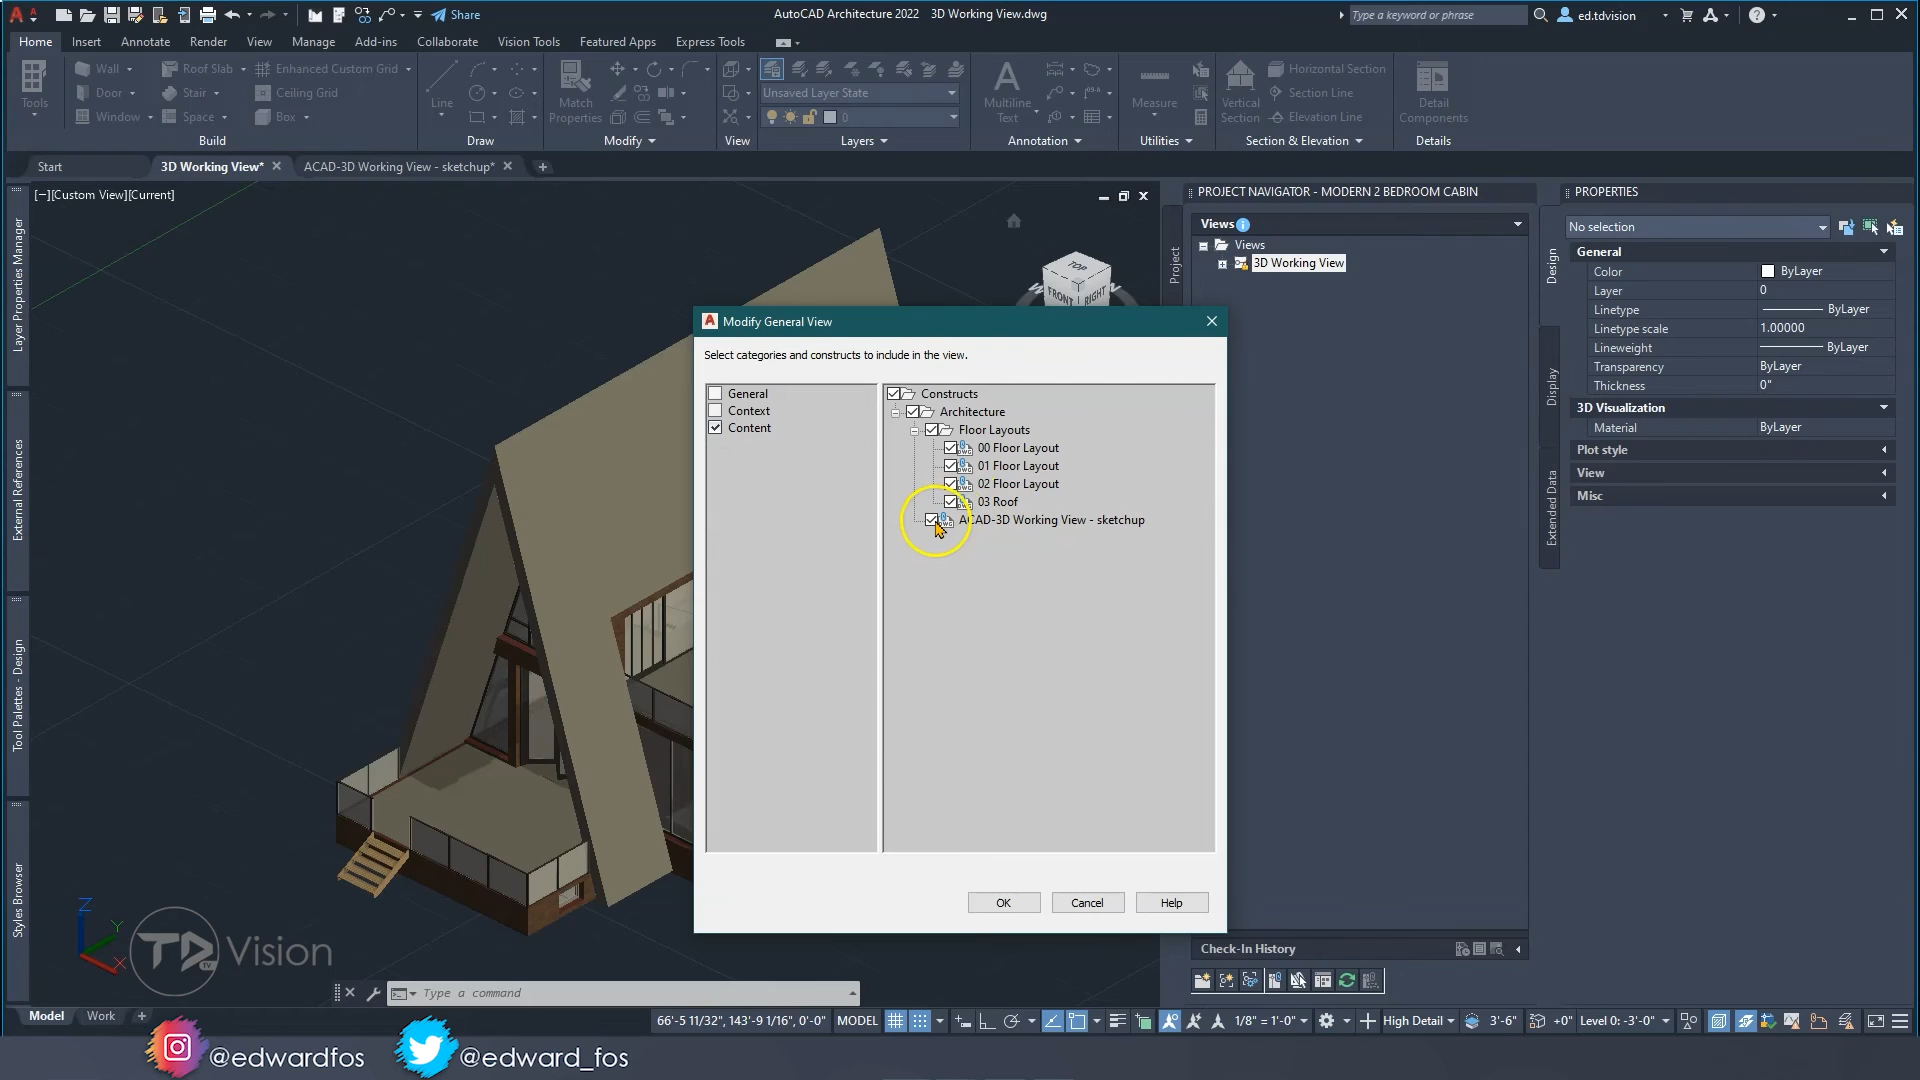 Share
AutoCAD Architecture 2022 3D Working View.dwg
Type a keyword or phrase
ed.tdvision
Home Insert Annotate Render View Manage Add-ins Collaborate Vision Tools Featured Apps Express Tools
Tools
Wall Roof Slab Enhanced Custom Grid
Door Stair Ceiling Grid
Window Space Box
Build
Line
Draw
Match
Properties
Modify
View
Unsaved Layer State
0
Layers
Multiline
Text
Annotation
Measure
Utilities
Vertical
Section
Horizontal Section
Section Line
Elevation Line
Section & Elevation
Detail
Components
Details
Start 3D Working View* ACAD-3D Working View - sketchup*
[−][Custom View][Current]
Layer Properties Manager
External References
Tool Palettes - Design
Styles Browser
TOP
FRONT
RIGHT
W
Modify General View
Select categories and constructs to include in the view.
General
Context
Content
Constructs
Architecture
Floor Layouts
00 Floor Layout
01 Floor Layout
02 Floor Layout
03 Roof
ACAD-3D Working View - sketchup
OK Cancel Help
PROJECT NAVIGATOR - MODERN 2 BEDROOM CABIN
Project
Views
Views
3D Working View
Check-In History
PROPERTIES
No selection
Design
Display
Extended Data
General
Color ByLayer
Layer 0
Linetype ByLayer
Linetype scale 1.00000
Lineweight ByLayer
Transparency ByLayer
Thickness 0"
3D Visualization
Material ByLayer
Plot style
View
Misc
Z
Y
X
TD
TV
Vision
Type a command
Model Work
66'-5 11/32", 143'-9 1/16", 0'-0" MODEL 1/8" = 1'-0" High Detail 3'-6" +0" Level 0: -3'-0"
@edwardfos @edward_fos